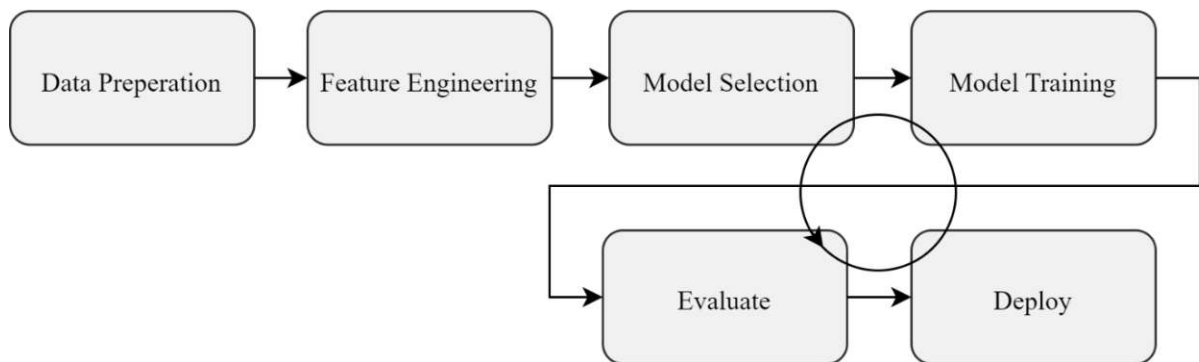 Data Preperation
Feature Engineering
Model Selection
Model Training
Evaluate
Deploy